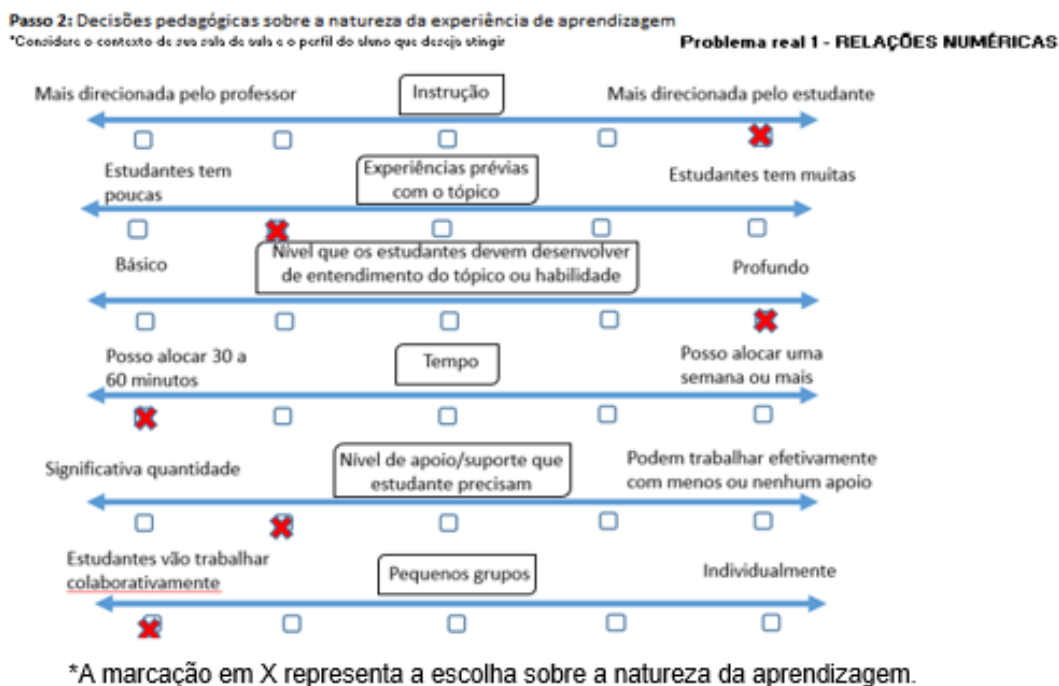 Passo 2: Decisões pedagógicas sobre a natureza da experiência de aprendizagem
*Considere o contexto de sua sala de aula e o perfil do aluno que deseja atingir
Problema real 1 - RELAÇÕES NUMÉRICAS
Mais direcionada pelo professor
Instrução
Mais direcionada pelo estudante
Estudantes tem
poucas
Experiências prévias
com o tópico
Estudantes tem muitas
Básico
Nível que os estudantes devem desenvolver
de entendimento do tópico ou habilidade
Profundo
Posso alocar 30 a
60 minutos
Tempo
Posso alocar uma
semana ou mais
Significativa quantidade
Nível de apoio/suporte que
estudante precisam
Podem trabalhar efetivamente
com menos ou nenhum apoio
Estudantes vão trabalhar
colaborativamente
Pequenos grupos
Individualmente
*A marcação em X representa a escolha sobre a natureza da aprendizagem.